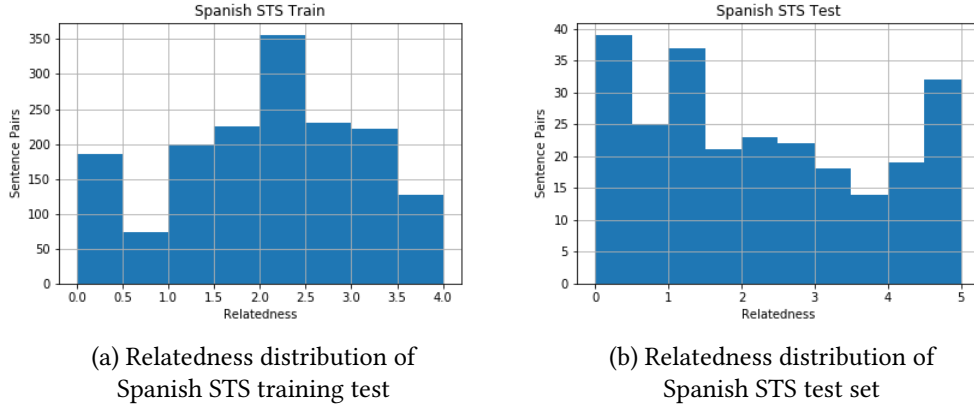 Spanish STS Train
350
300
250
200
150
100
50
0
Sentence Pairs
0.0 0.5 1.0 1.5 2.0 2.5 3.0 3.5 4.0
Relatedness
(a) Relatedness distribution of
Spanish STS training test
Spanish STS Test
40
35
30
25
20
15
10
5
0
Sentence Pairs
0 1 2 3 4 5
Relatedness
(b) Relatedness distribution of
Spanish STS test set